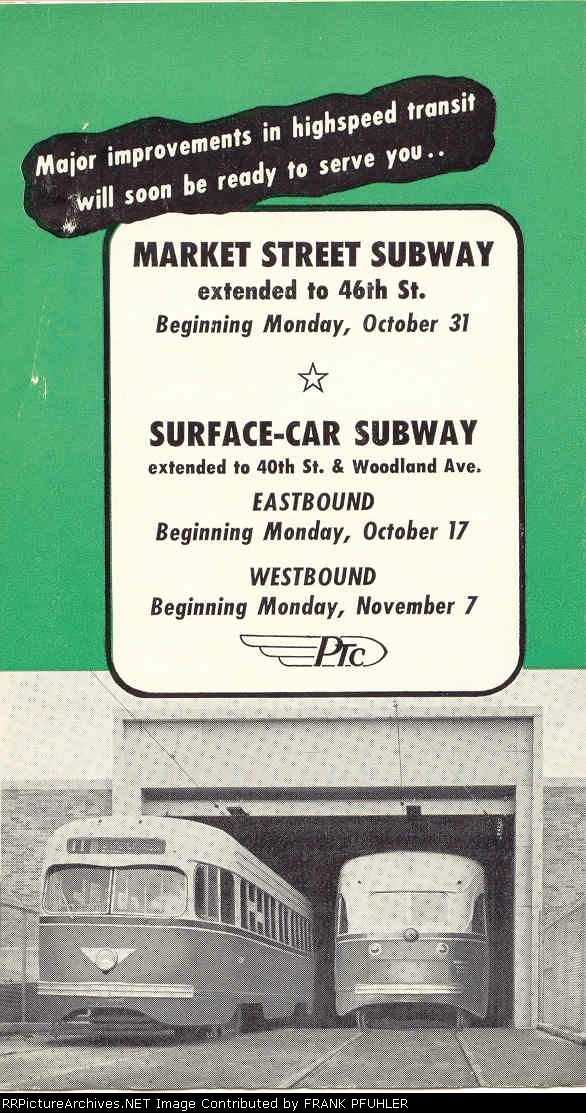 Major improvements in highspeed transit
will soon be ready to serve you..
MARKET STREET SUBWAY
extended to 46th St.
Beginning Monday, October 31
SURFACE-CAR SUBWAY
extended to 40th St. & Woodland Ave.
EASTBOUND
Beginning Monday, October 17
WESTBOUND
Beginning Monday, November 7
PTC
11
RRPictureArchives.NET Image Contributed by FRANK PFUHLER